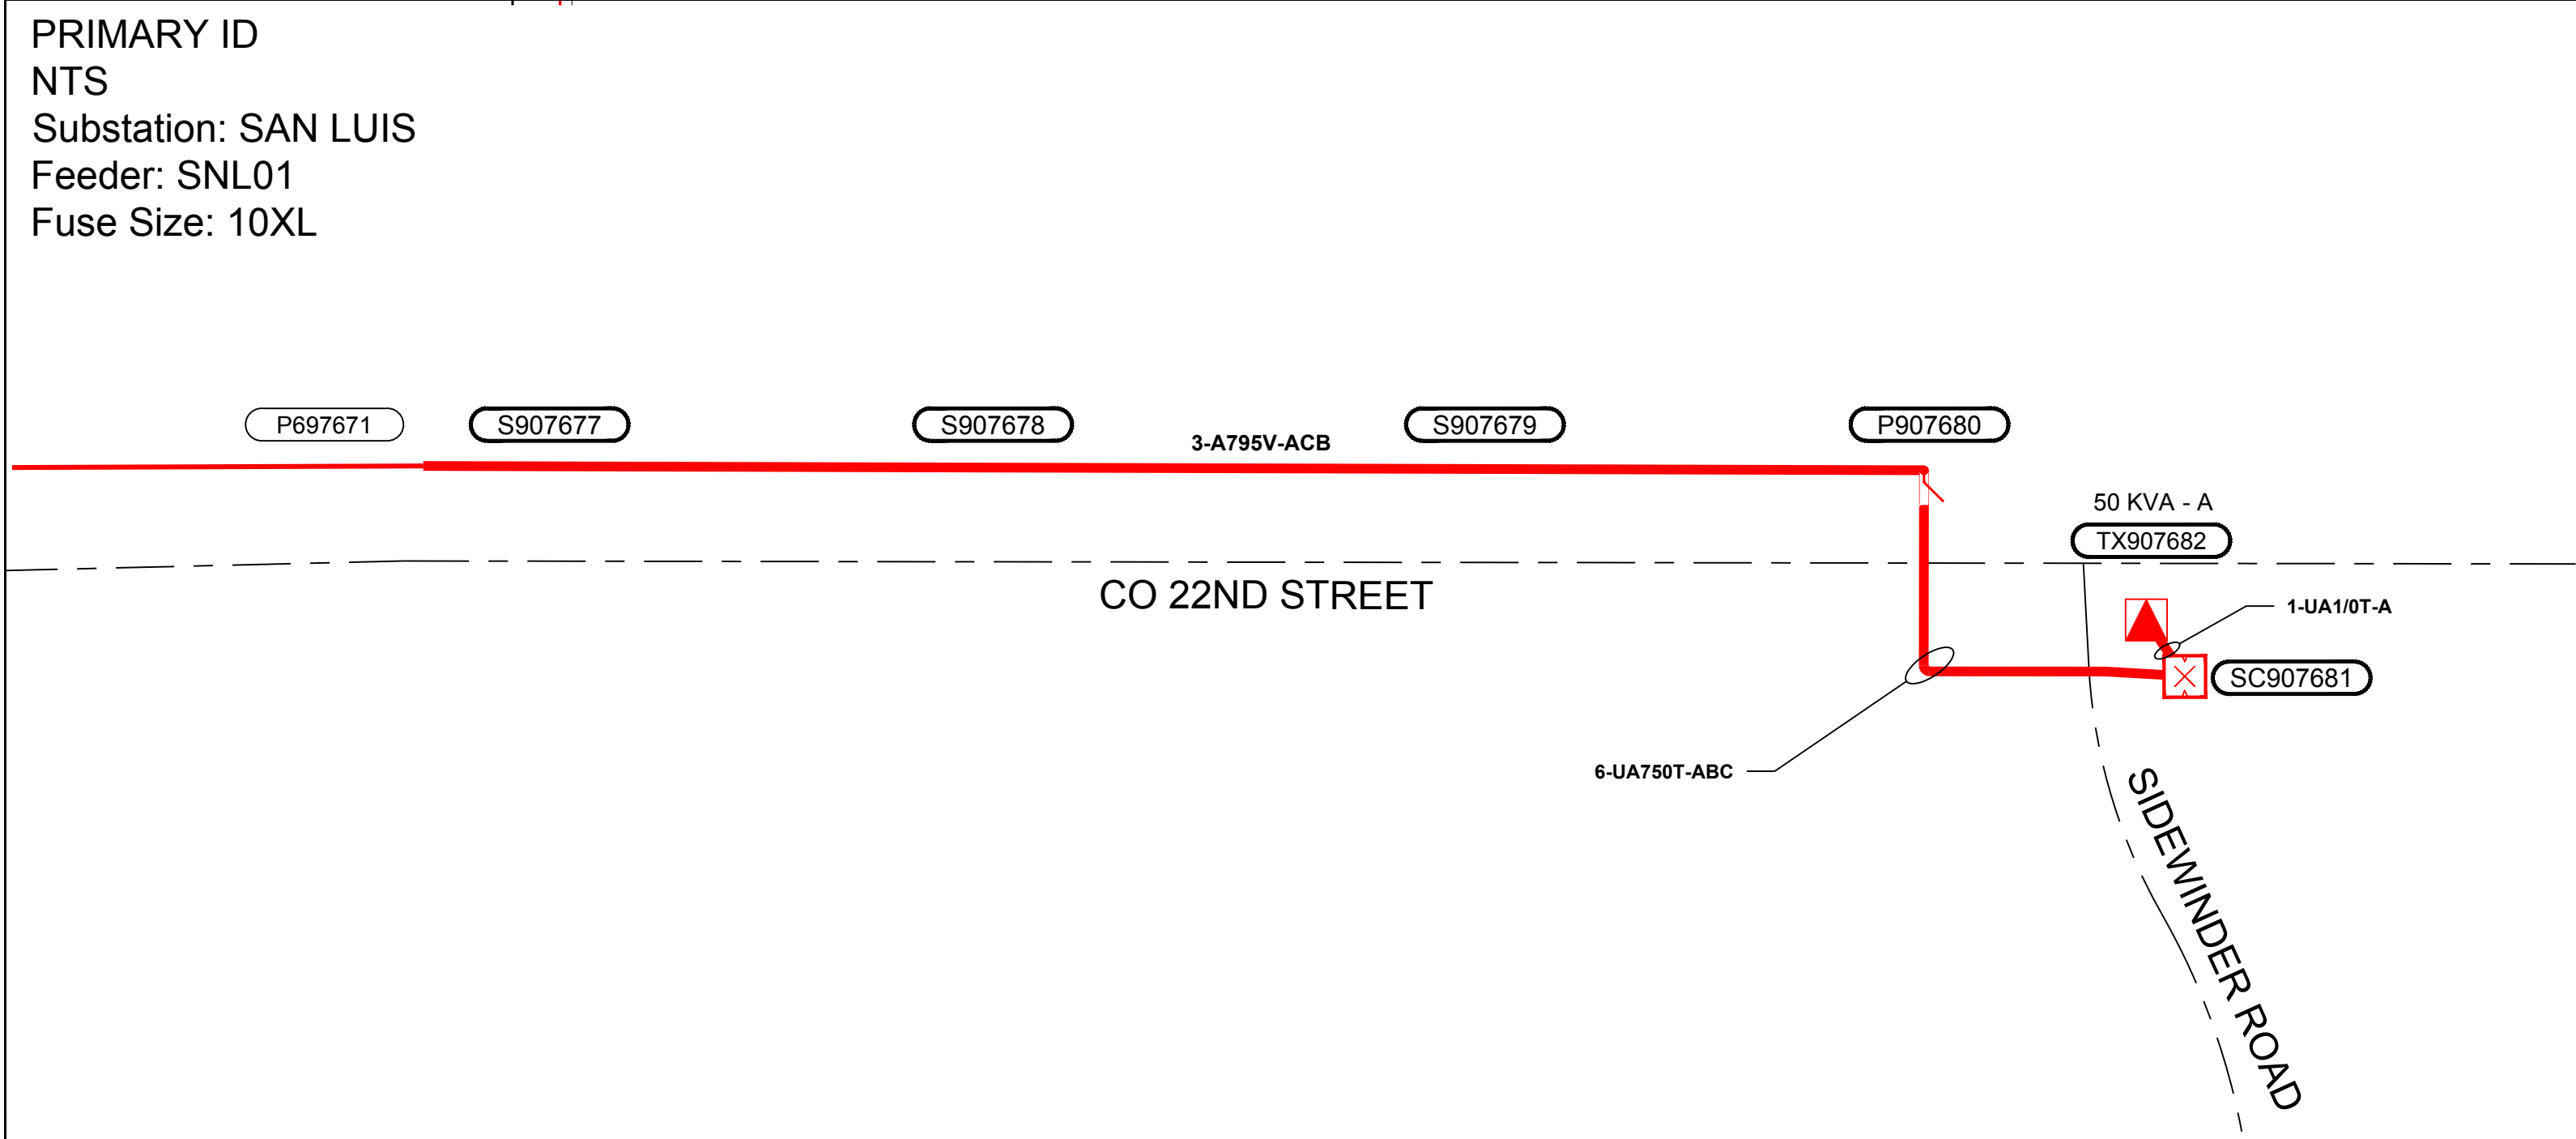 PRIMARY ID
NTS
Substation: SAN LUIS
Feeder: SNL01
Fuse Size: 10XL
P697671
S907677
S907678
S907679
P907680
3-A795V-ACB
50 KVA - A
TX907682
CO 22ND STREET
1-UA1/0T-A
SC907681
6-UA750T-ABC
SIDEWINDER ROAD